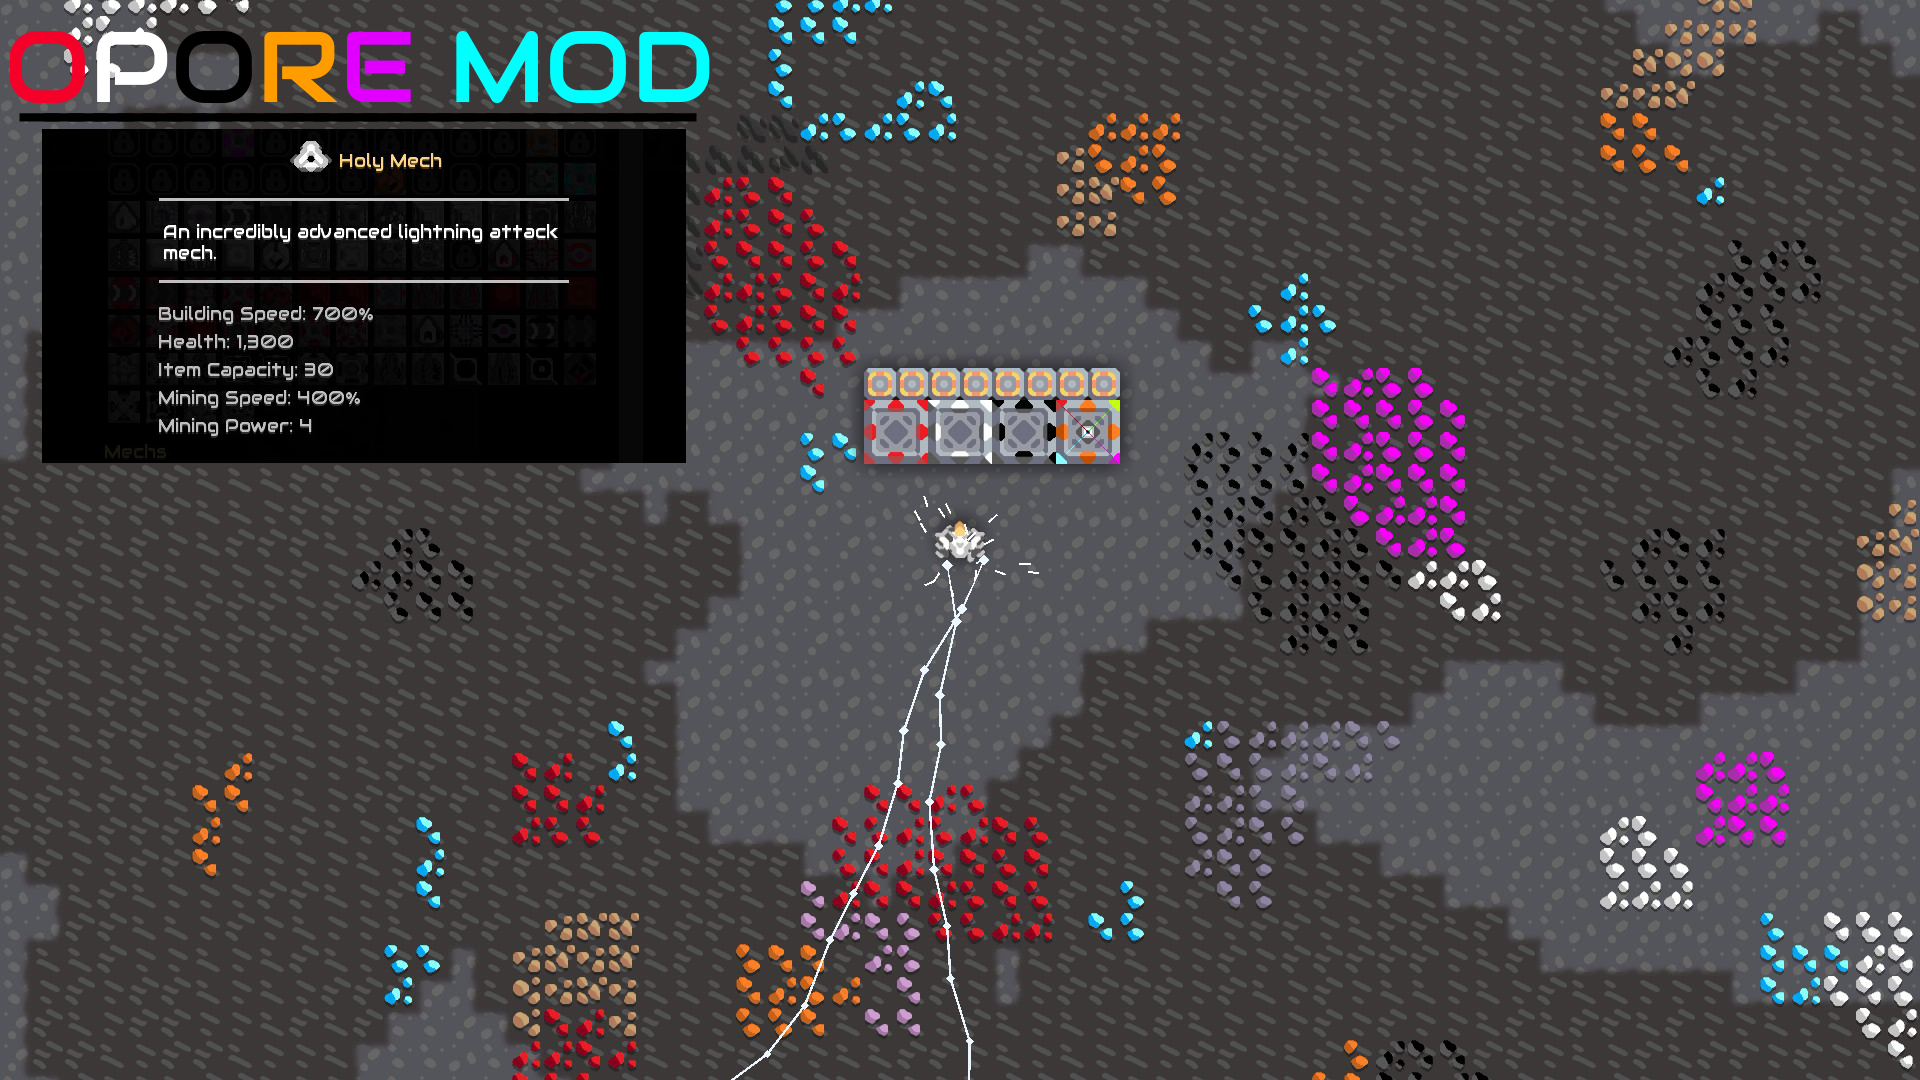 OPORE MOD
Holy Mech
An incredibly advanced lightning attack
mech.
Building Speed: 700%
Health: 1,300
Item Capacity: 30
Mining Speed: 400%
Mining Power: 4
Mechs